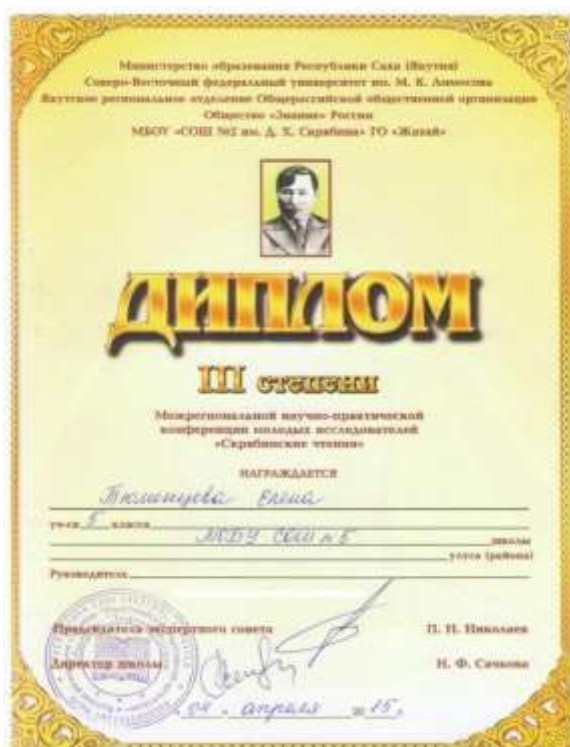 Министерство образования Республики Саха (Якутия)
Северо-Восточный федеральный университет им. М. К. Аммосова
Якутское региональное отделение Общероссийской общественной организации
Общество «Знание» России
МБОУ «СОШ №2 им. Д. Х. Скрябина» ГО «Жатай»
ДИПЛОМ
III степени
Межрегиональной научно-практической
конференции молодых исследователей
«Скрябинские чтения»
НАГРАЖДАЕТСЯ
Тюменцева Елена
уч-ся 5 класса
МОБУ СОШ №5 школы
улуса (района)
Руководитель
Председатель экспертного совета П. Н. Николаев
Директор школы Н. Ф. Сачкова
04 апреля 2015г